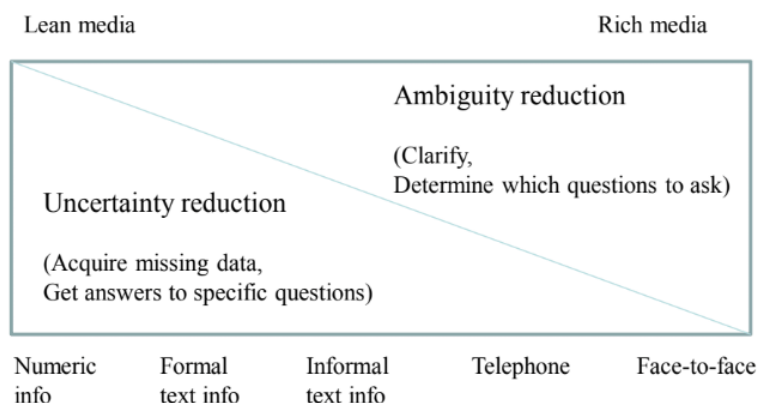 Lean media
Rich media
Ambiguity reduction
(Clarify,
Determine which questions to ask)
Uncertainty reduction
(Acquire missing data,
Get answers to specific questions)
Numeric
info
Formal
text info
Informal
text info
Telephone
Face-to-face